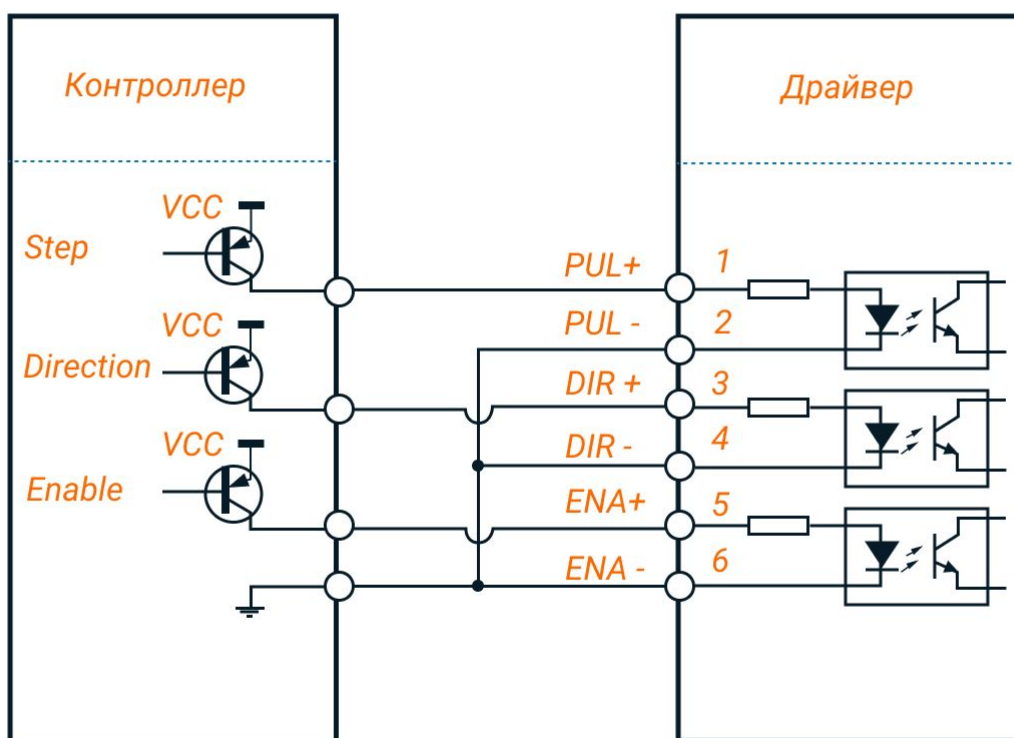 Контроллер
Драйвер
VCC
Step
PUL+
1
PUL -
2
VCC
Direction
DIR +
3
DIR -
4
VCC
Enable
ENA+
5
ENA -
6